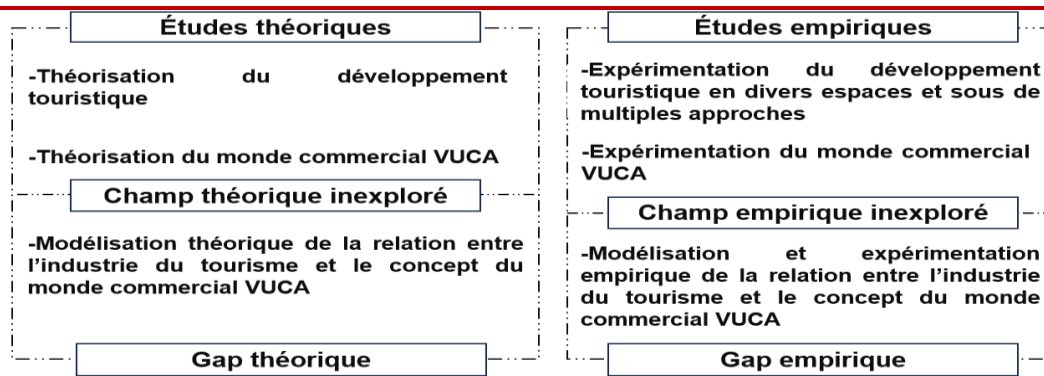 Études théoriques
-Théorisation du développement
touristique
-Théorisation du monde commercial VUCA
Champ théorique inexploré
-Modélisation théorique de la relation entre
l'industrie du tourisme et le concept du
monde commercial VUCA
Gap théorique
Études empiriques
-Expérimentation du développement
touristique en divers espaces et sous de
multiples approches
-Expérimentation du monde commercial
VUCA
Champ empirique inexploré
-Modélisation et expérimentation
empirique de la relation entre l'industrie
du tourisme et le concept du monde
commercial VUCA
Gap empirique